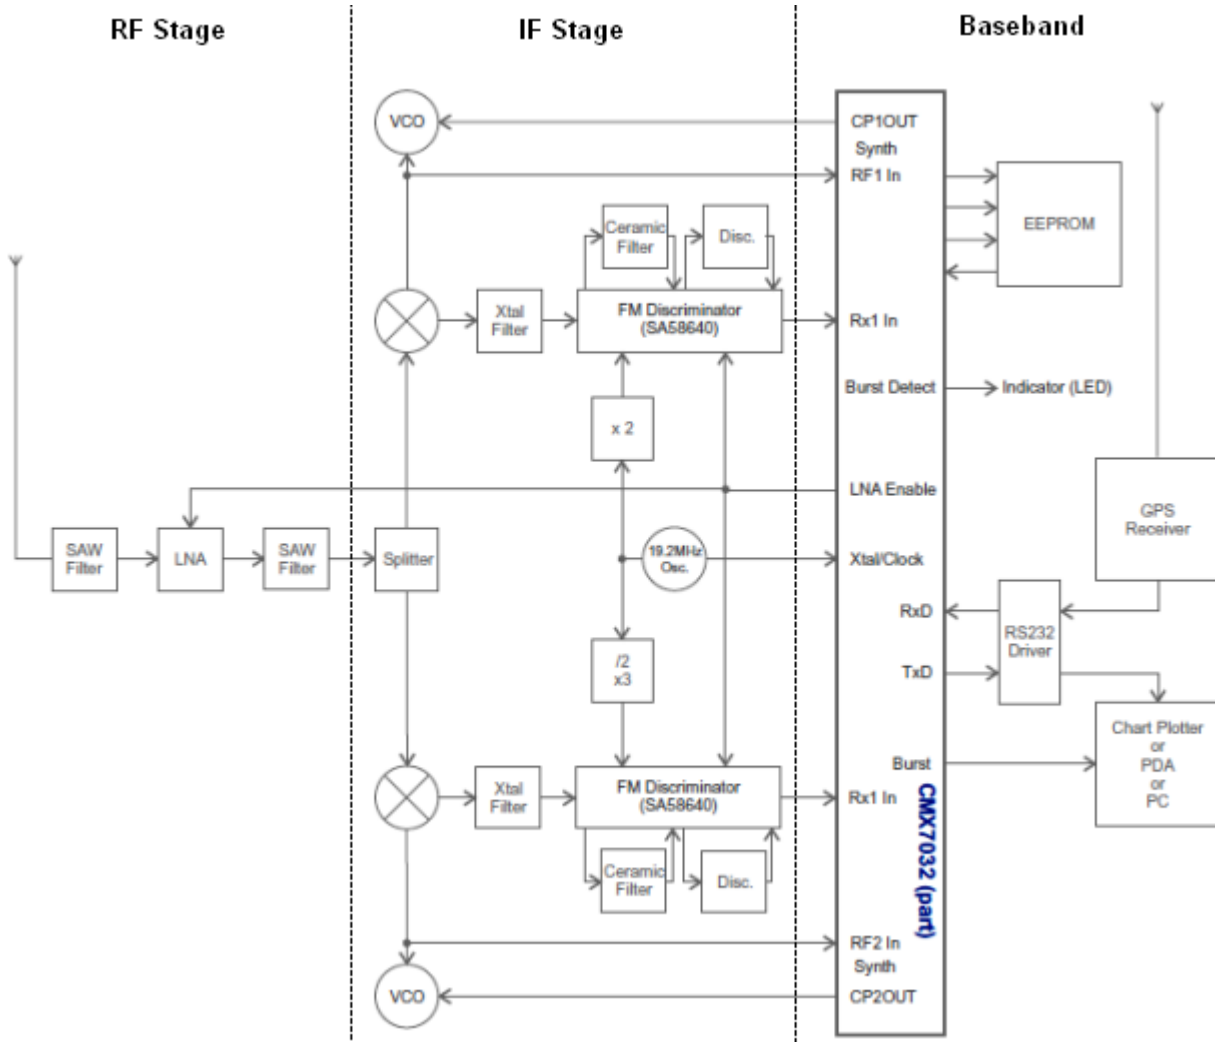 RF Stage
IF Stage
Baseband
VCO
CP1OUT
Synth
RF1 In
EEPROM
Ceramic
Filter
Disc.
Xtal
Filter
FM Discriminator
(SA58640)
Rx1 In
Burst Detect
Indicator (LED)
x 2
LNA Enable
GPS
Receiver
SAW
Filter
LNA
SAW
Filter
Splitter
19.2MHz
Osc.
Xtal/Clock
RxD
RS232
Driver
/2
x3
TxD
Chart Plotter
or
PDA
or
PC
Burst
Xtal
Filter
FM Discriminator
(SA58640)
Rx1 In
CMX7032 (part)
Ceramic
Filter
Disc.
RF2 In
Synth
VCO
CP2OUT